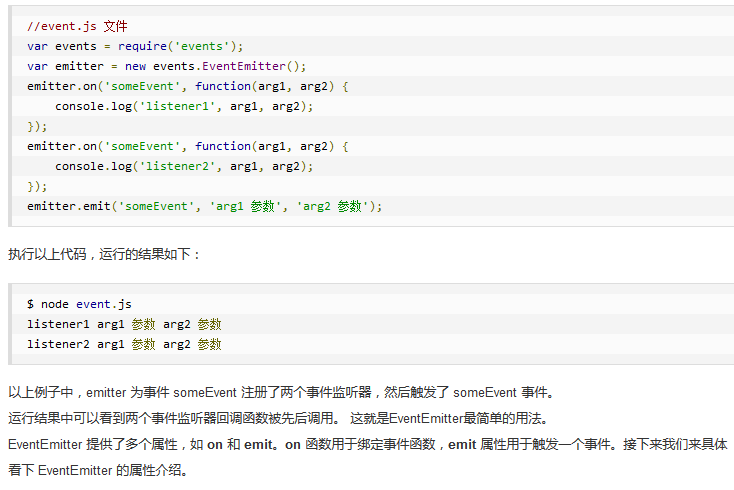 //event.js 文件
var events = require('events');
var emitter = new events.EventEmitter();
emitter.on('someEvent', function(arg1, arg2) {
    console.log('listener1', arg1, arg2);
});
emitter.on('someEvent', function(arg1, arg2) {
    console.log('listener2', arg1, arg2);
});
emitter.emit('someEvent', 'arg1 参数', 'arg2 参数');
执行以上代码，运行的结果如下：
$ node event.js
listener1 arg1 参数 arg2 参数
listener2 arg1 参数 arg2 参数
以上例子中，emitter 为事件 someEvent 注册了两个事件监听器，然后触发了 someEvent 事件。
运行结果中可以看到两个事件监听器回调函数被先后调用。 这就是EventEmitter最简单的用法。
EventEmitter 提供了多个属性，如 on 和 emit。on 函数用于绑定事件函数，emit 属性用于触发一个事件。接下来我们来具体
看下 EventEmitter 的属性介绍。